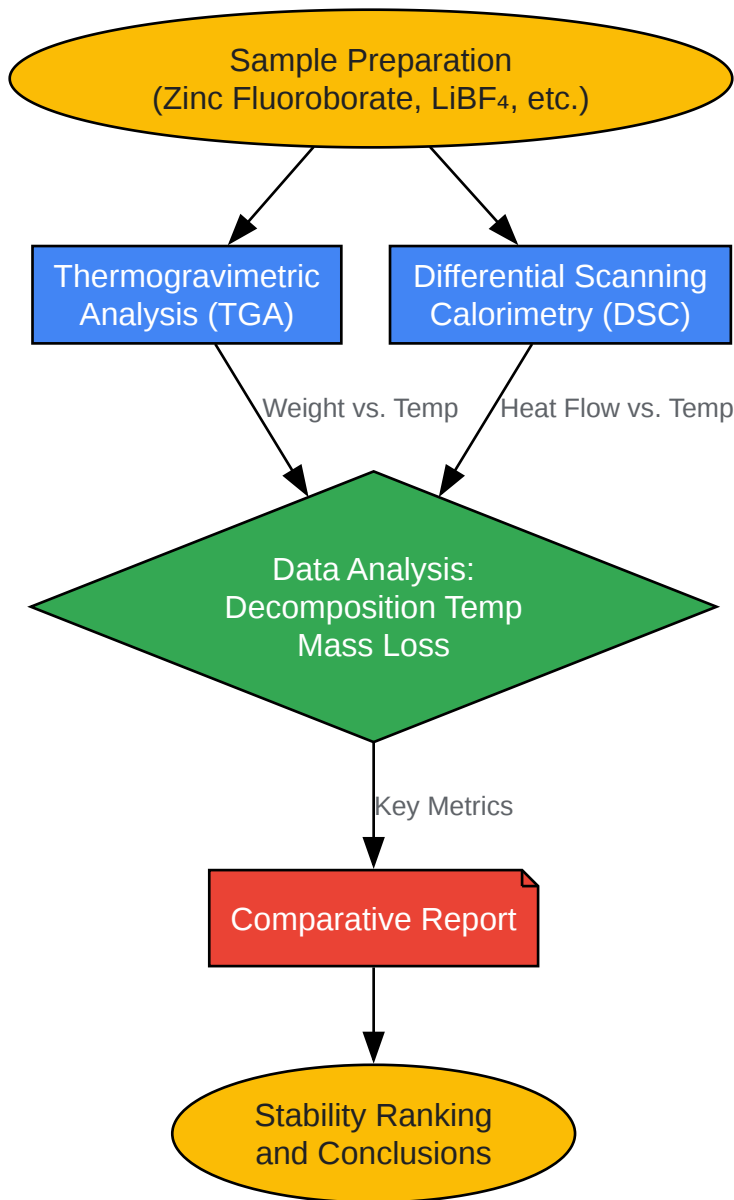 Sample Preparation
(Zinc Fluoroborate, LiBF₄, etc.)
Thermogravimetric
Analysis (TGA)
Differential Scanning
Calorimetry (DSC)
Weight vs. Temp
Heat Flow vs. Temp
Data Analysis:
Decomposition Temp
Mass Loss
Key Metrics
Comparative Report
Stability Ranking
and Conclusions